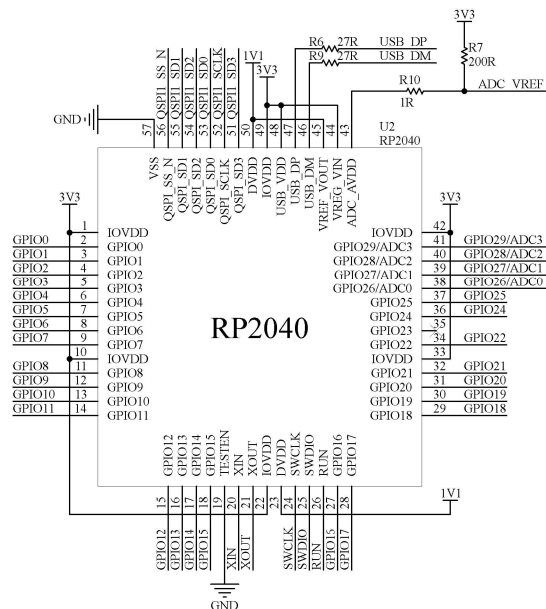 3V3
R6 27R USB_DP
R9 27R USB_DM
1V1
3V3
R7
200R
R10
1R
ADC_VREF
QSPI1_SS_N
QSPI1_SD1
QSPI1_SD2
QSPI1_SD0
QSPI1_SCLK
QSPI1_SD3
GND
57
56
55
54
53
52
51
50
49
48
47
46
45
44
43
U2
RP2040
VSS
QSPI_SS_N
QSPI_SD1
QSPI_SD2
QSPI_SD0
QSPI_SCLK
QSPI_SD3
DVDD
IOVDD
USB_VDD
USB_DP
USB_DM
VREF_VOUT
VREG_VIN
ADC_AVDD
3V3
3V3
1 IOVDD
GPIO0 2 GPIO0
GPIO1 3 GPIO1
GPIO2 4 GPIO2
GPIO3 5 GPIO3
GPIO4 6 GPIO4
GPIO5 7 GPIO5
GPIO6 8 GPIO6
GPIO7 9 GPIO7
10 IOVDD
GPIO8 11 GPIO8
GPIO9 12 GPIO9
GPIO10 13 GPIO10
GPIO11 14 GPIO11
RP2040
IOVDD 42
GPIO29/ADC3 41 GPIO29/ADC3
GPIO28/ADC2 40 GPIO28/ADC2
GPIO27/ADC1 39 GPIO27/ADC1
GPIO26/ADC0 38 GPIO26/ADC0
GPIO25 37 GPIO25
GPIO24 36 GPIO24
GPIO23 35
GPIO22 34 GPIO22
IOVDD 33
GPIO21 32 GPIO21
GPIO20 31 GPIO20
GPIO19 30 GPIO19
GPIO18 29 GPIO18
GPIO12
GPIO13
GPIO14
GPIO15
TESTEN
XIN
XOUT
IOVDD
DVDD
SWCLK
SWDIO
RUN
GPIO16
GPIO17
15
16
17
18
19
20
21
22
23
24
25
26
27
28
1V1
GPIO12
GPIO13
GPIO14
GPIO15
XIN
XOUT
SWCLK
SWDIO
RUN
GPIO16
GPIO17
GND